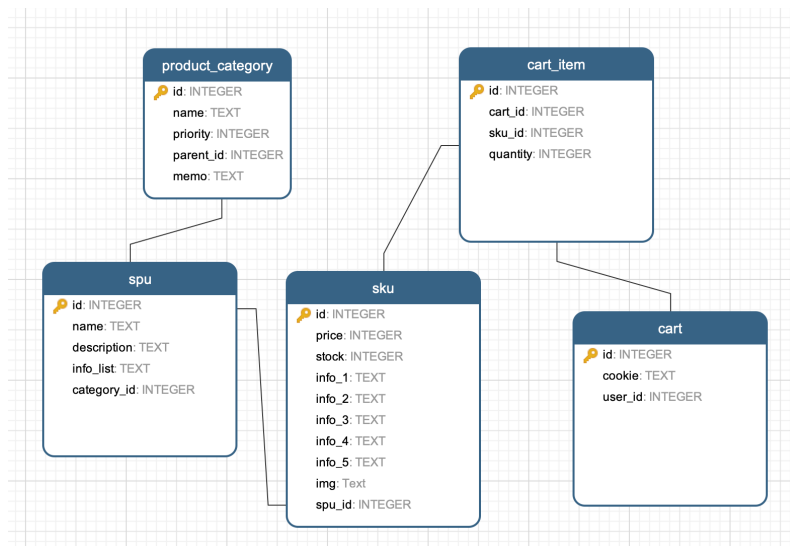 product_category
id: INTEGER
name: TEXT
priority: INTEGER
parent_id: INTEGER
memo: TEXT
cart_item
id: INTEGER
cart_id: INTEGER
sku_id: INTEGER
quantity: INTEGER
spu
id: INTEGER
name: TEXT
description: TEXT
info_list: TEXT
category_id: INTEGER
sku
id: INTEGER
price: INTEGER
stock: INTEGER
info_1: TEXT
info_2: TEXT
info_3: TEXT
info_4: TEXT
info_5: TEXT
img: Text
spu_id: INTEGER
cart
id: INTEGER
cookie: TEXT
user_id: INTEGER